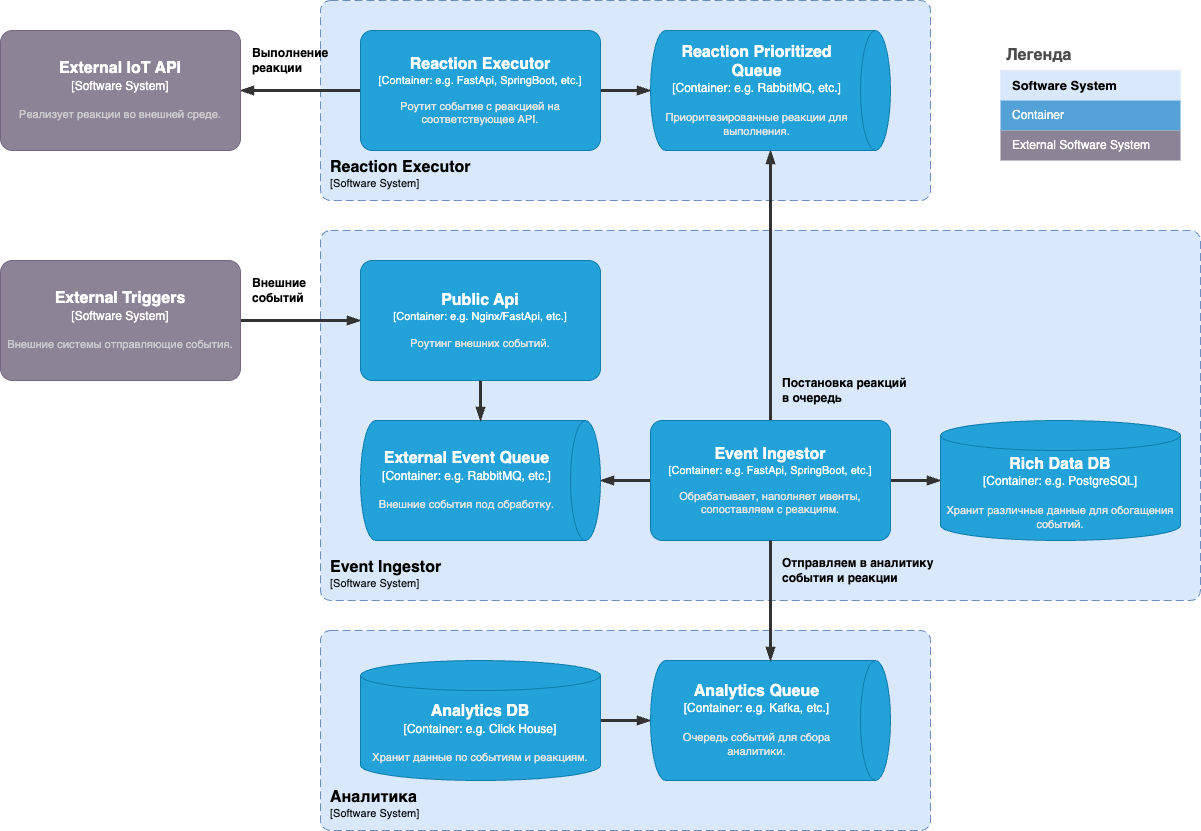 External IoT API
[Software System]
Реализует реакции во внешней среде.
Выполнение
реакции
Reaction Executor
[Container: e.g. FastApi, SpringBoot, etc.]
Роутит событие с реакцией на
соответствующее API.
Reaction Prioritized
Queue
[Container: e.g. RabbitMQ, etc.]
Приоритезированные реакции для
выполнения.
Reaction Executor
[Software System]
Легенда
Software System
Container
External Software System
External Triggers
[Software System]
Внешние системы отправляющие события.
Внешние
событий
Public Api
[Container: e.g. Nginx/FastApi, etc.]
Роутинг внешних событий.
Постановка реакций
в очередь
External Event Queue
[Container: e.g. RabbitMQ, etc.]
Внешние события под обработку.
Event Ingestor
[Container: e.g. FastApi, SpringBoot, etc.]
Обрабатывает, наполняет ивенты,
сопоставляем с реакциям.
Rich Data DB
[Container: e.g. PostgreSQL]
Хранит различные данные для обогащения
событий.
Event Ingestor
[Software System]
Отправляем в аналитику
события и реакции
Analytics DB
[Container: e.g. Click House]
Хранит данные по событиям и реакциям.
Analytics Queue
[Container: e.g. Kafka, etc.]
Очередь событий для сбора
аналитики.
Аналитика
[Software System]